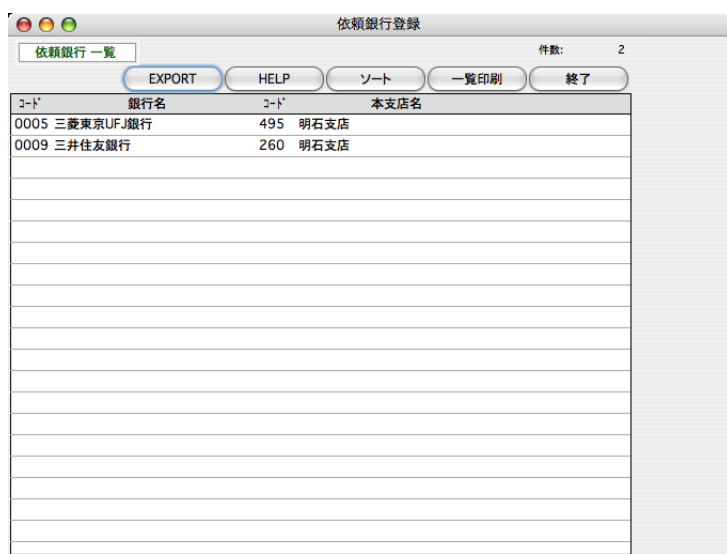 依頼銀行登録
依頼銀行 一覧
件数: 2
EXPORT HELP ソート 一覧印刷 終了
ｺｰﾄﾞ 銀行名 ｺｰﾄﾞ 本支店名
0005 三菱東京UFJ銀行 495 明石支店
0009 三井住友銀行 260 明石支店